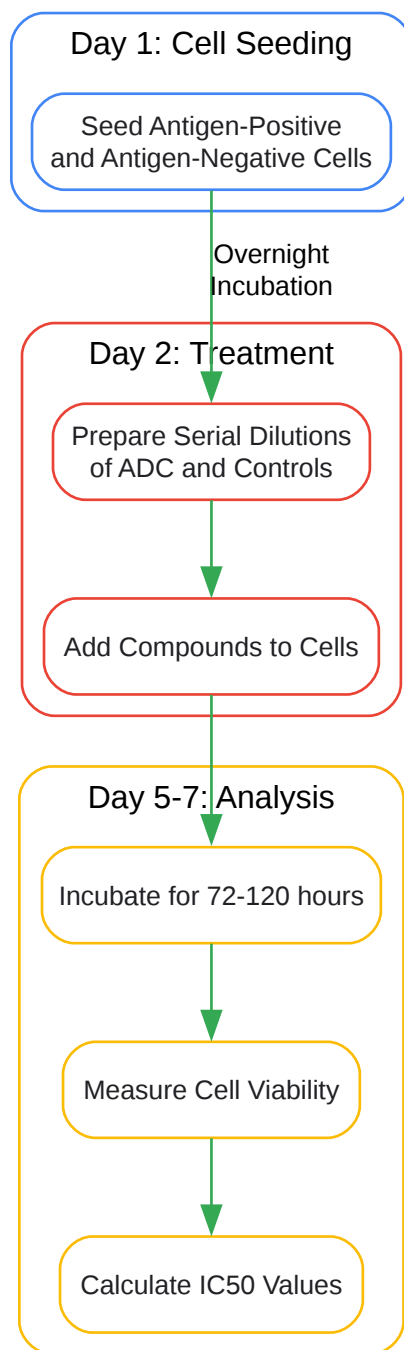 Day 1: Cell Seeding
Seed Antigen-Positive
and Antigen-Negative Cells
Overnight
Incubation
Day 2: Treatment
Prepare Serial Dilutions
of ADC and Controls
Add Compounds to Cells
Day 5-7: Analysis
Incubate for 72-120 hours
Measure Cell Viability
Calculate IC50 Values